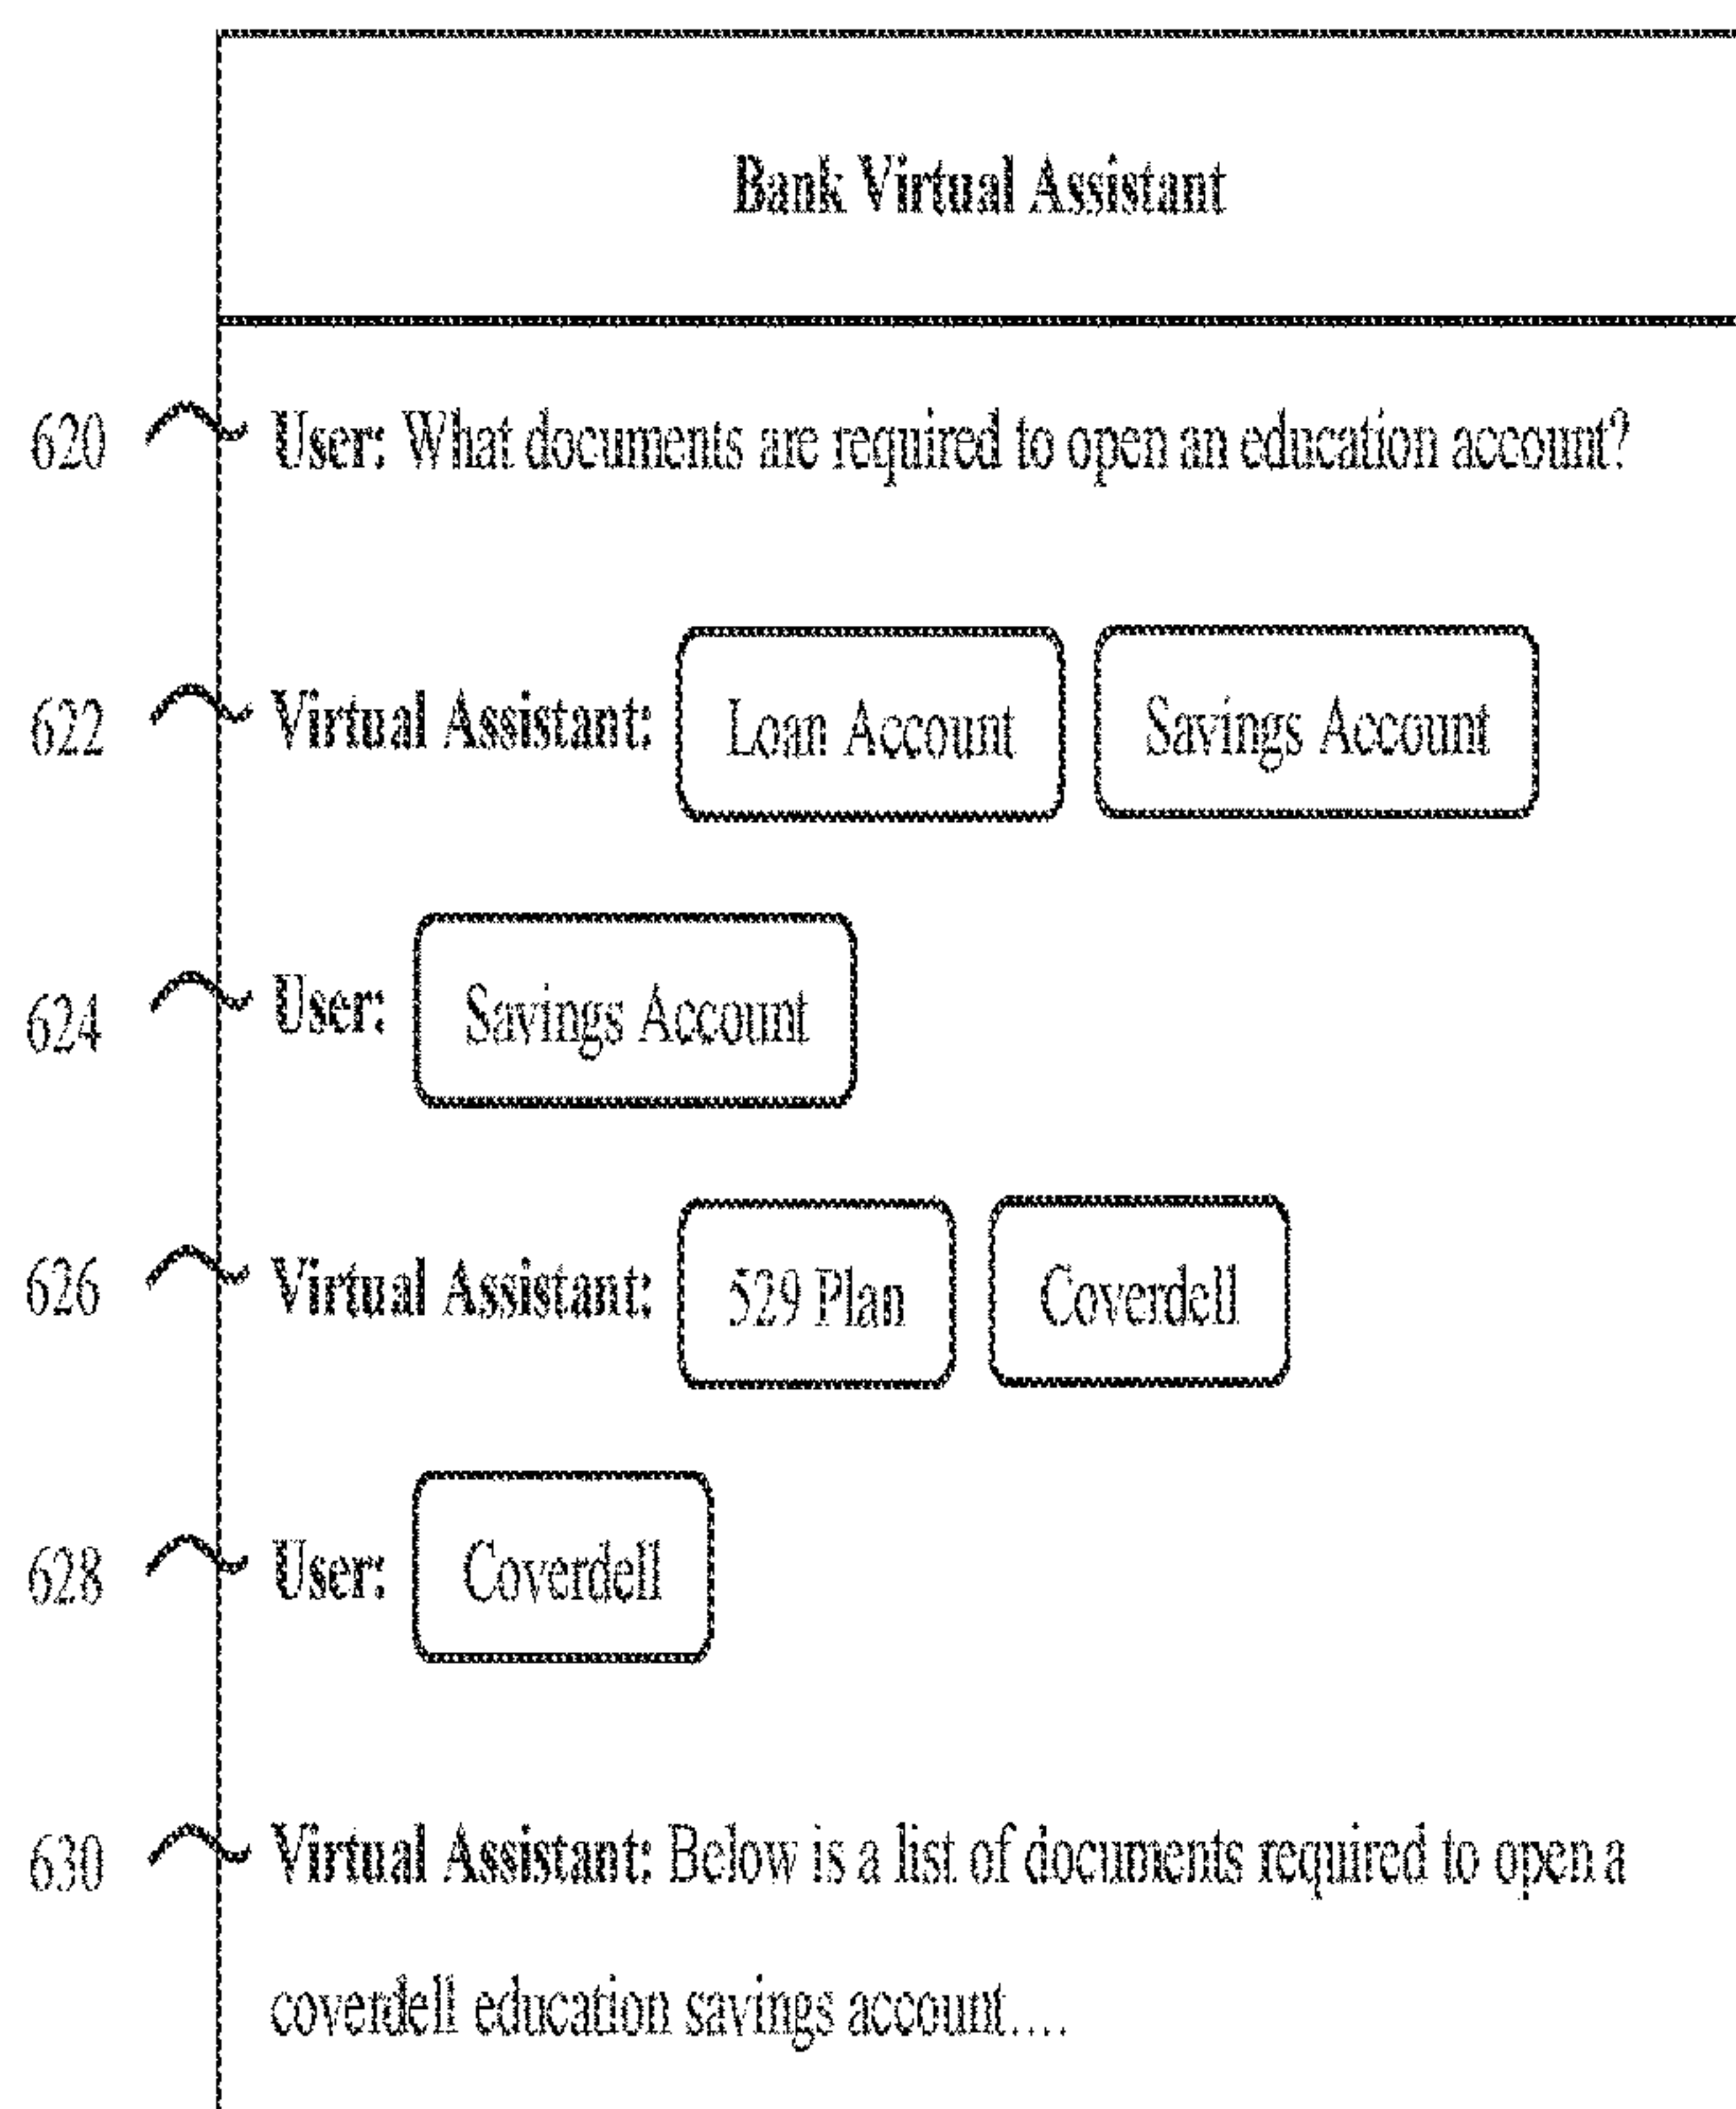 Bank Virtual Assistant
620 User: What documents are required to open an education account?
622 Virtual Assistant: Loan Account Savings Account
624 User: Savings Account
626 Virtual Assistant: 529 Plan Coverdell
628 User: Coverdell
630 Virtual Assistant: Below is a list of documents required to open a
coverdell education savings account....